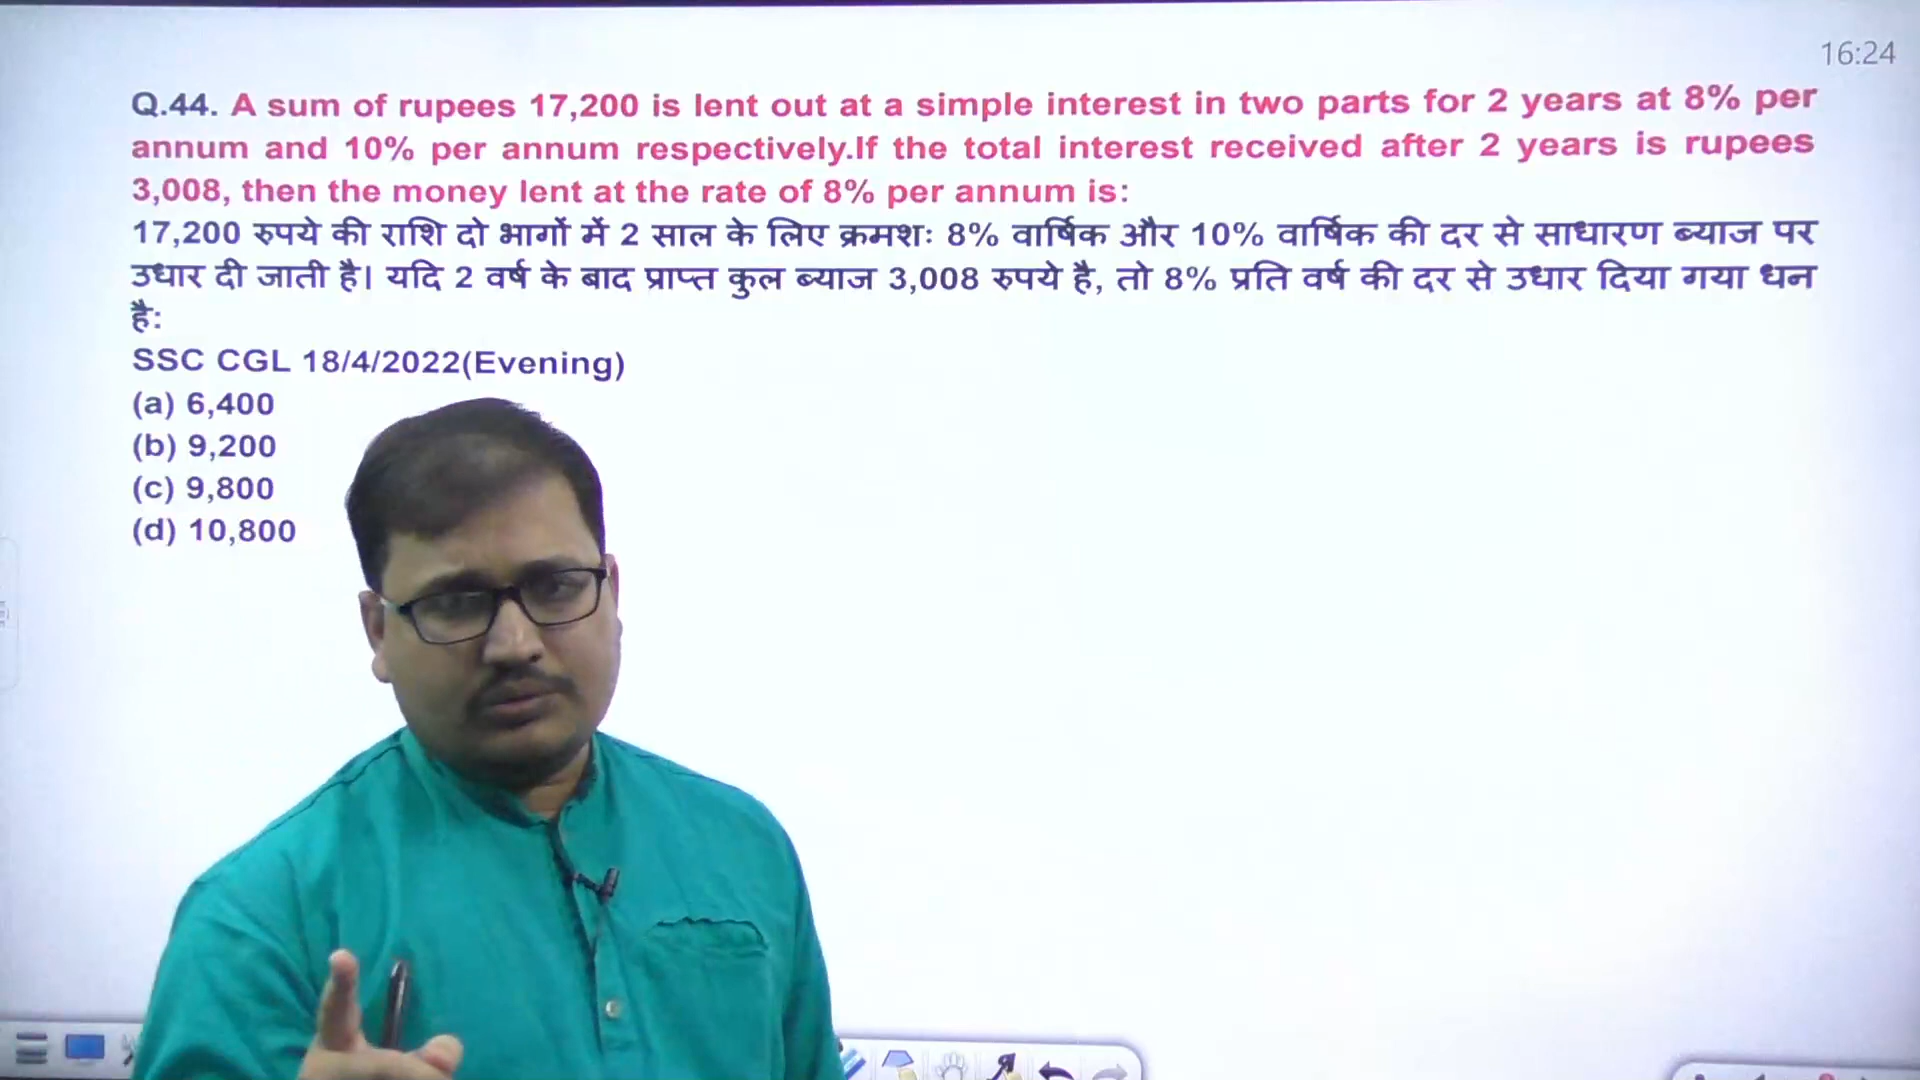 16:24
Q.44. A sum of rupees 17,200 is lent out at a simple interest in two parts for 2 years at 8% per
annum and 10% per annum respectively.If the total interest received after 2 years is rupees
3,008, then the money lent at the rate of 8% per annum is:
17,200 रुपये की राशि दो भागों में 2 साल के लिए क्रमशः 8% वार्षिक और 10% वार्षिक की दर से साधारण ब्याज पर
उधार दी जाती है। यदि 2 वर्ष के बाद प्राप्त कुल ब्याज 3,008 रुपये है, तो 8% प्रति वर्ष की दर से उधार दिया गया धन
है:
SSC CGL 18/4/2022(Evening)
(a) 6,400
(b) 9,200
(c) 9,800
(d) 10,800